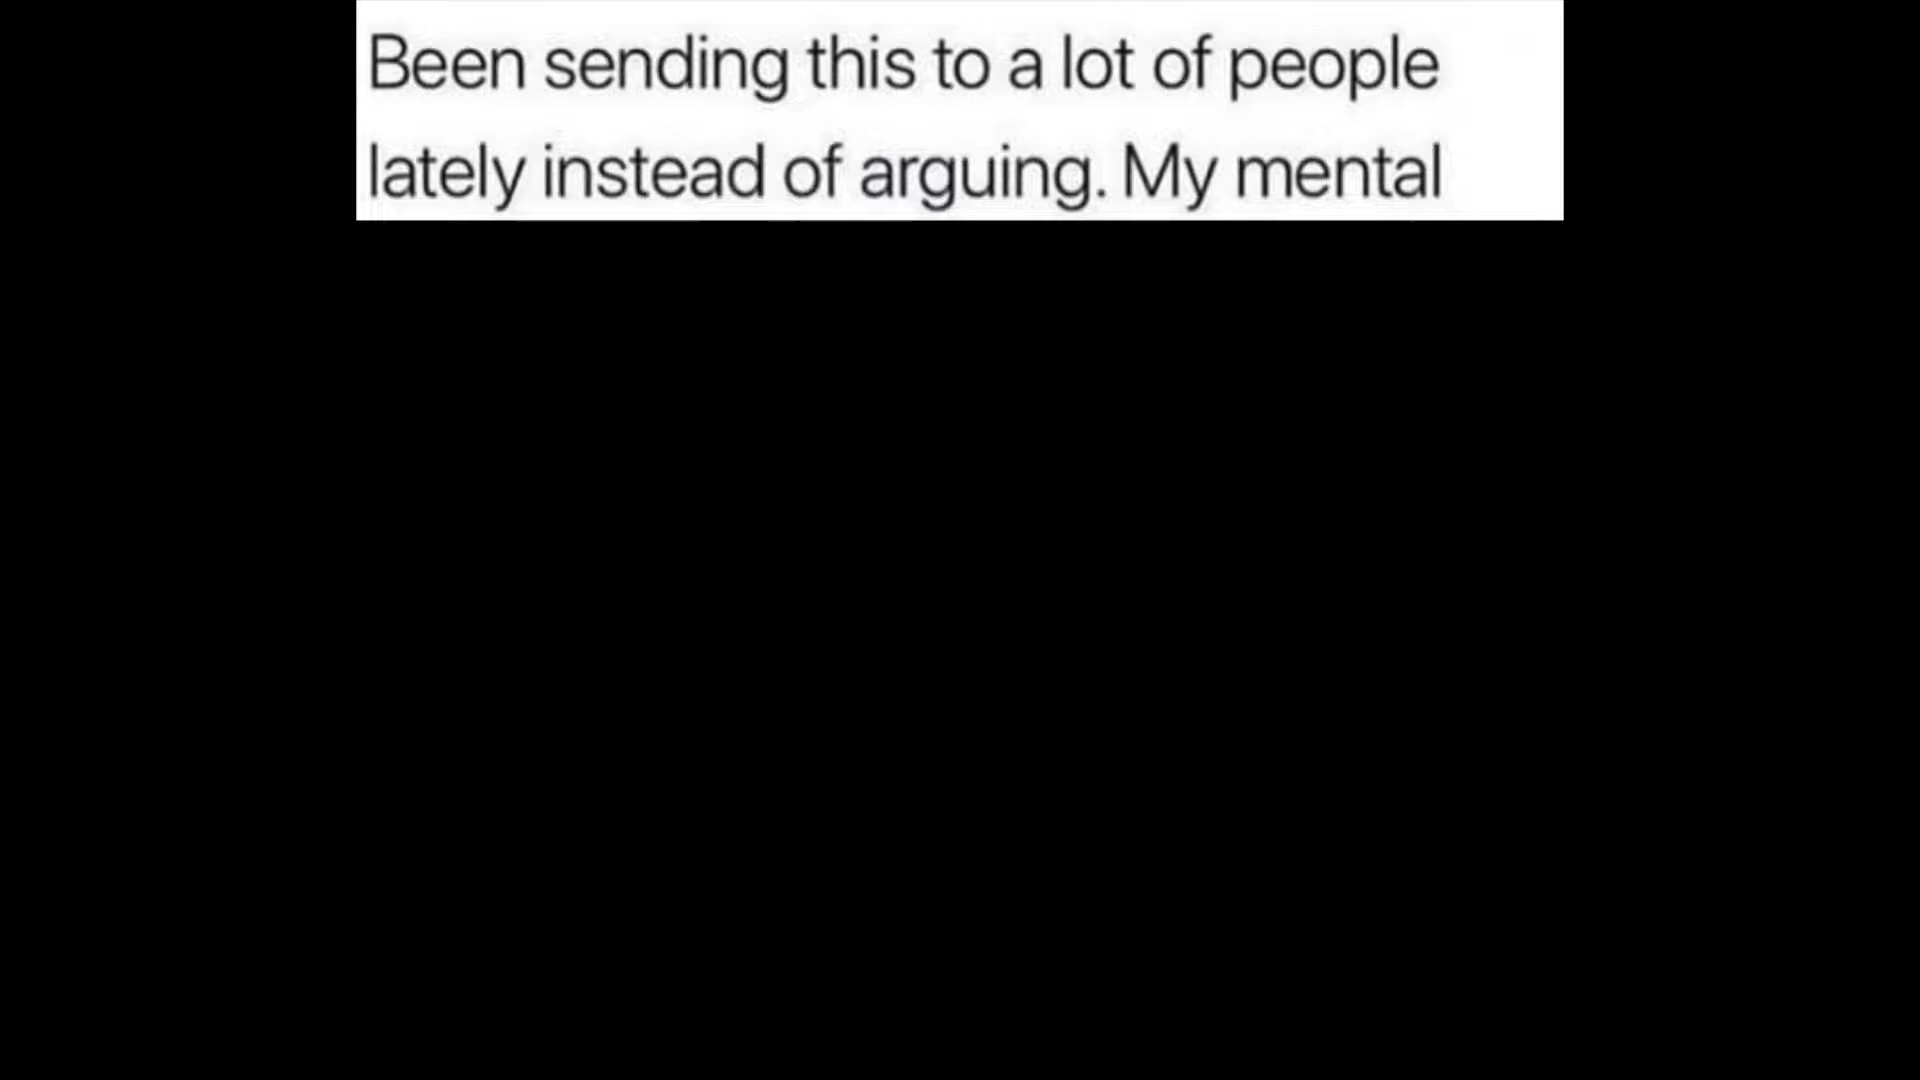 Been sending this to a lot of people
lately instead of arguing. My mental